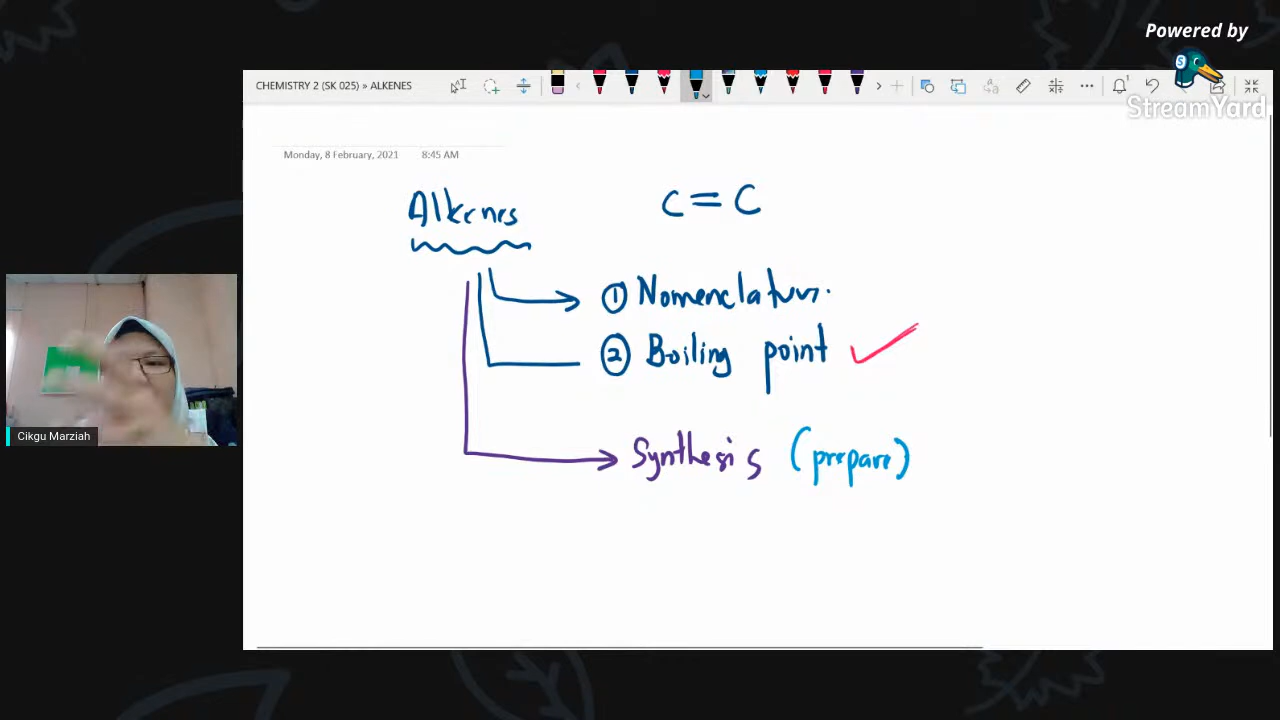 Powered by
StreamYard
CHEMISTRY 2 (SK 025) » ALKENES
Monday, 8 February, 2021 8:45 AM
Alkenes C = C
① Nomenclature
② Boiling point
Synthesis (prepare)
Cikgu Marziah